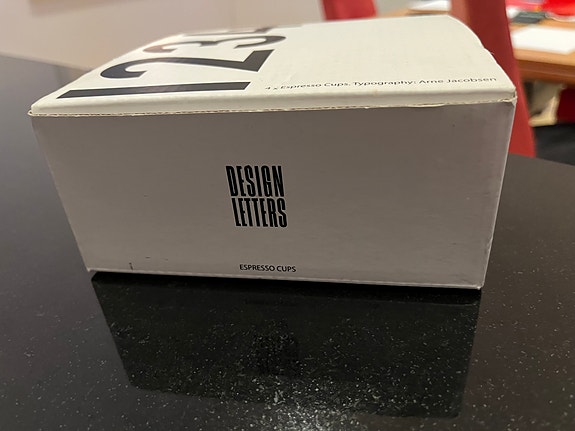 123
4 x Espresso Cups. Typography: Arne Jacobsen
DESIGN
LETTERS
ESPRESSO CUPS